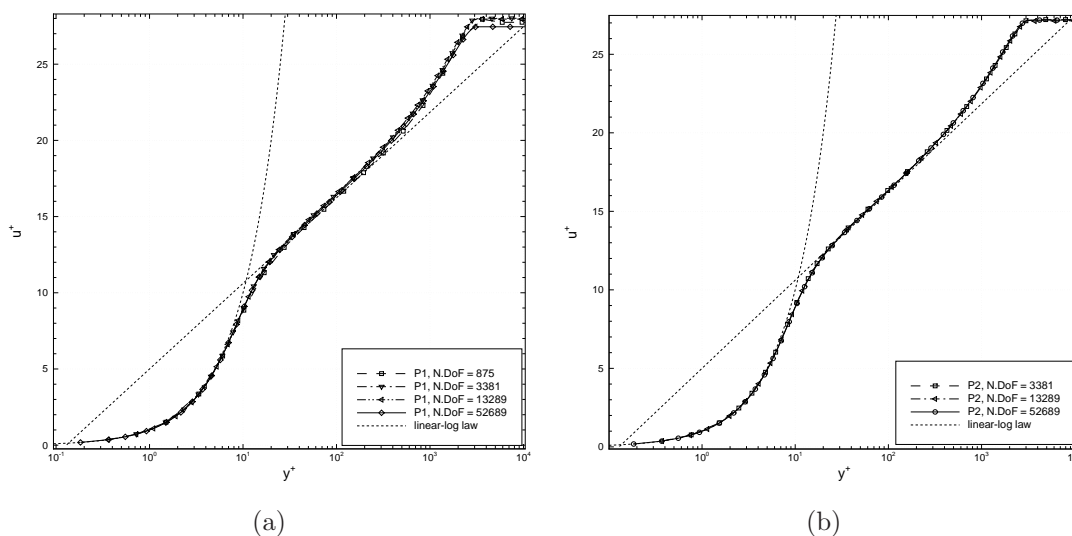 u+
25
20
15
10
5
0
10-1
100
101
102
103
104
y+
P1, N.DoF = 875
P1, N.DoF = 3381
P1, N.DoF = 13289
P1, N.DoF = 52689
linear-log law
(a)
u+
25
20
15
10
5
0
100
101
102
103
y+
P2, N.DoF = 3381
P2, N.DoF = 13289
P2, N.DoF = 52689
linear-log law
(b)